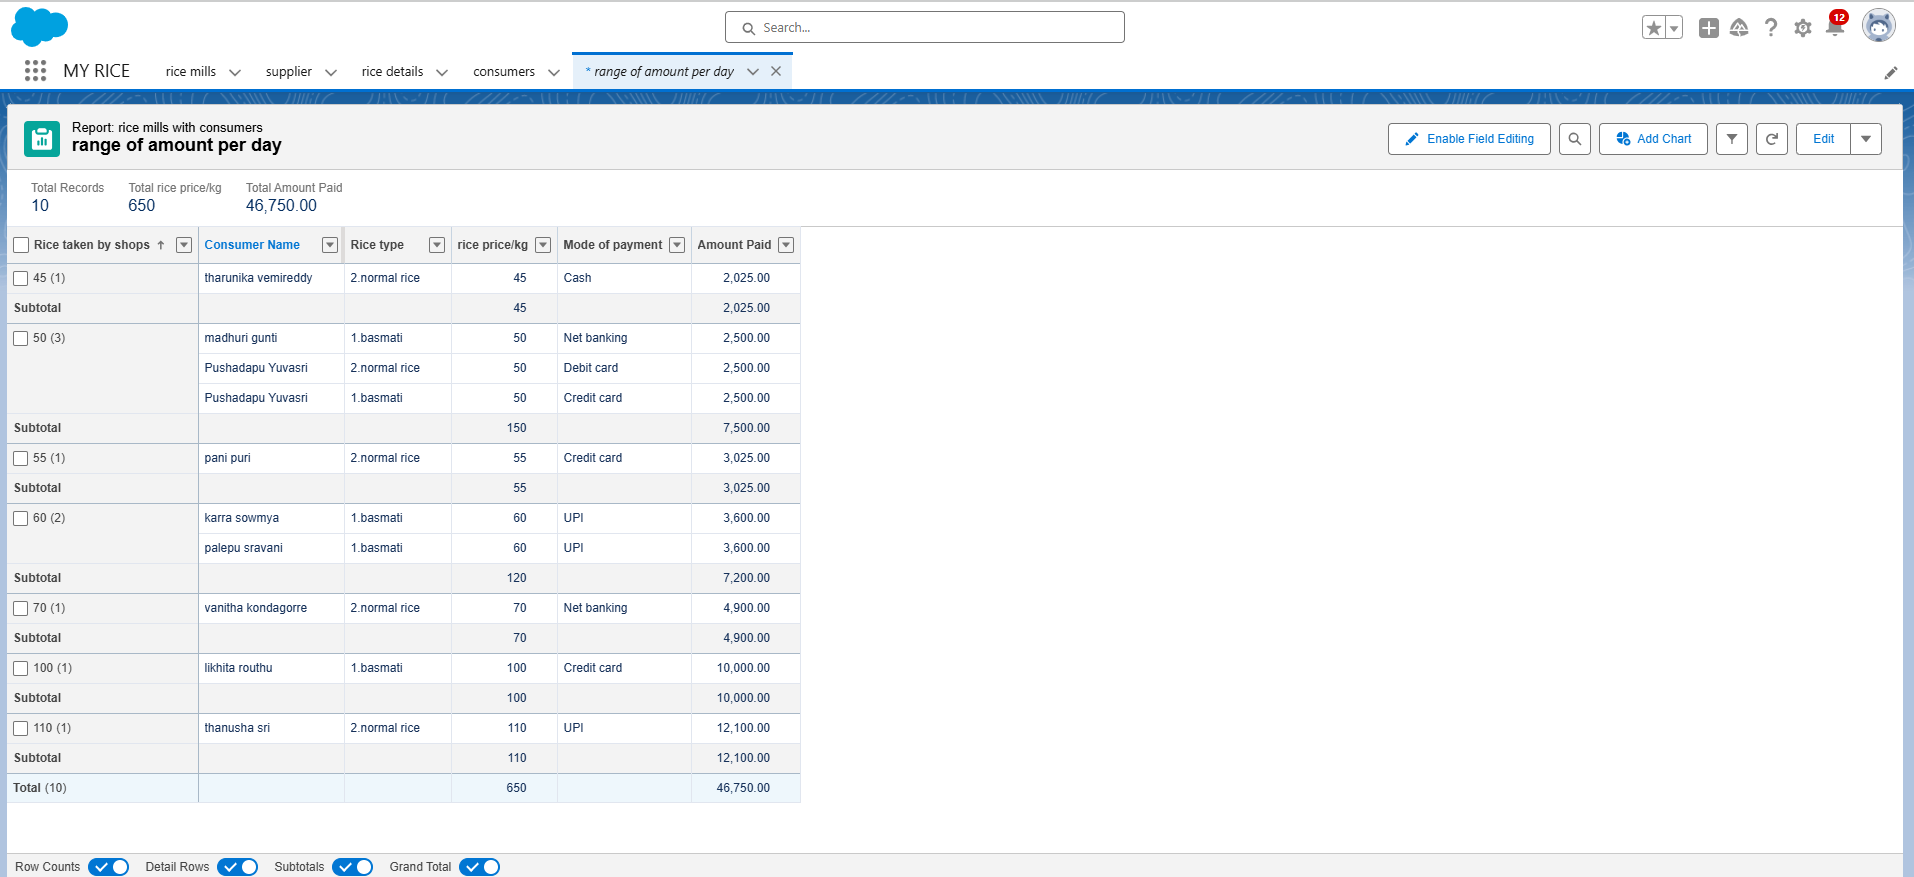 Search...
12
MY RICE rice mills supplier rice details consumers * range of amount per day
Report: rice mills with consumers
range of amount per day
Enable Field Editing Add Chart Edit
Total Records Total rice price/kg Total Amount Paid
10 650 46,750.00
Rice taken by shops ↑ Consumer Name Rice type rice price/kg Mode of payment Amount Paid
45 (1) tharunika vemireddy 2.normal rice 45 Cash 2,025.00
Subtotal 45 2,025.00
50 (3) madhuri gunti 1.basmati 50 Net banking 2,500.00
Pushadapu Yuvasri 2.normal rice 50 Debit card 2,500.00
Pushadapu Yuvasri 1.basmati 50 Credit card 2,500.00
Subtotal 150 7,500.00
55 (1) pani puri 2.normal rice 55 Credit card 3,025.00
Subtotal 55 3,025.00
60 (2) karra sowmya 1.basmati 60 UPI 3,600.00
palepu sravani 1.basmati 60 UPI 3,600.00
Subtotal 120 7,200.00
70 (1) vanitha kondagorre 2.normal rice 70 Net banking 4,900.00
Subtotal 70 4,900.00
100 (1) likhita routhu 1.basmati 100 Credit card 10,000.00
Subtotal 100 10,000.00
110 (1) thanusha sri 2.normal rice 110 UPI 12,100.00
Subtotal 110 12,100.00
Total (10) 650 46,750.00
Row Counts Detail Rows Subtotals Grand Total